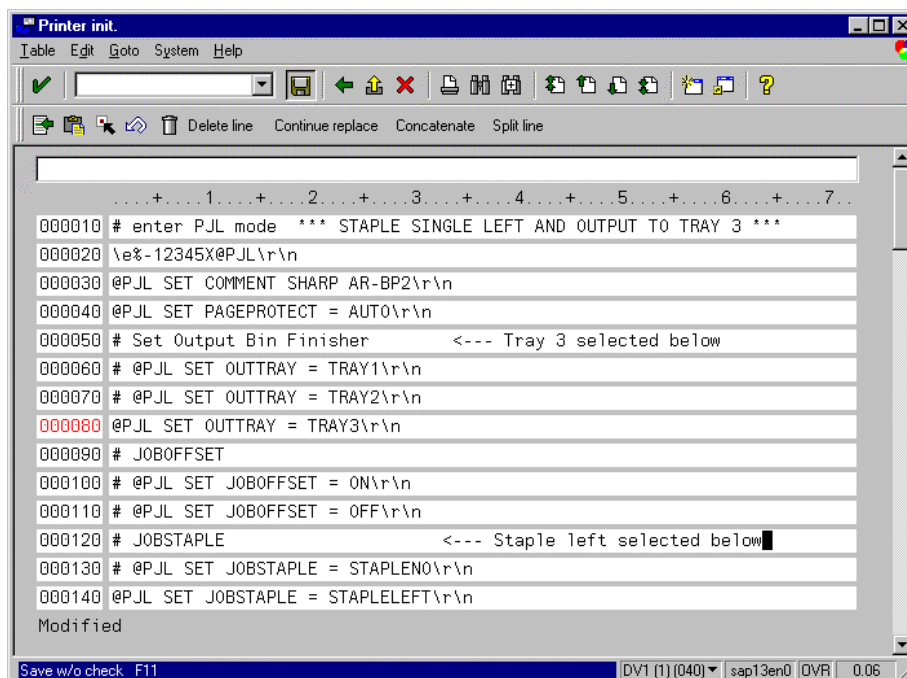 Printer init.
Table Edit Goto System Help
Delete line Continue replace Concatenate Split line
....+....1....+....2....+....3....+....4....+....5....+....6....+....7..
000010 # enter PJL mode *** STAPLE SINGLE LEFT AND OUTPUT TO TRAY 3 ***
000020 \e%-12345X@PJL\r\n
000030 @PJL SET COMMENT SHARP AR-BP2\r\n
000040 @PJL SET PAGEPROTECT = AUTO\r\n
000050 # Set Output Bin Finisher <--- Tray 3 selected below
000060 # @PJL SET OUTTRAY = TRAY1\r\n
000070 # @PJL SET OUTTRAY = TRAY2\r\n
000080 @PJL SET OUTTRAY = TRAY3\r\n
000090 # JOBOFFSET
000100 # @PJL SET JOBOFFSET = ON\r\n
000110 # @PJL SET JOBOFFSET = OFF\r\n
000120 # JOBSTAPLE <--- Staple left selected below
000130 # @PJL SET JOBSTAPLE = STAPLENO\r\n
000140 @PJL SET JOBSTAPLE = STAPLELEFT\r\n
Modified
Save w/o check F11 DV1 (1) (040) sap13en0 OVR 0.06